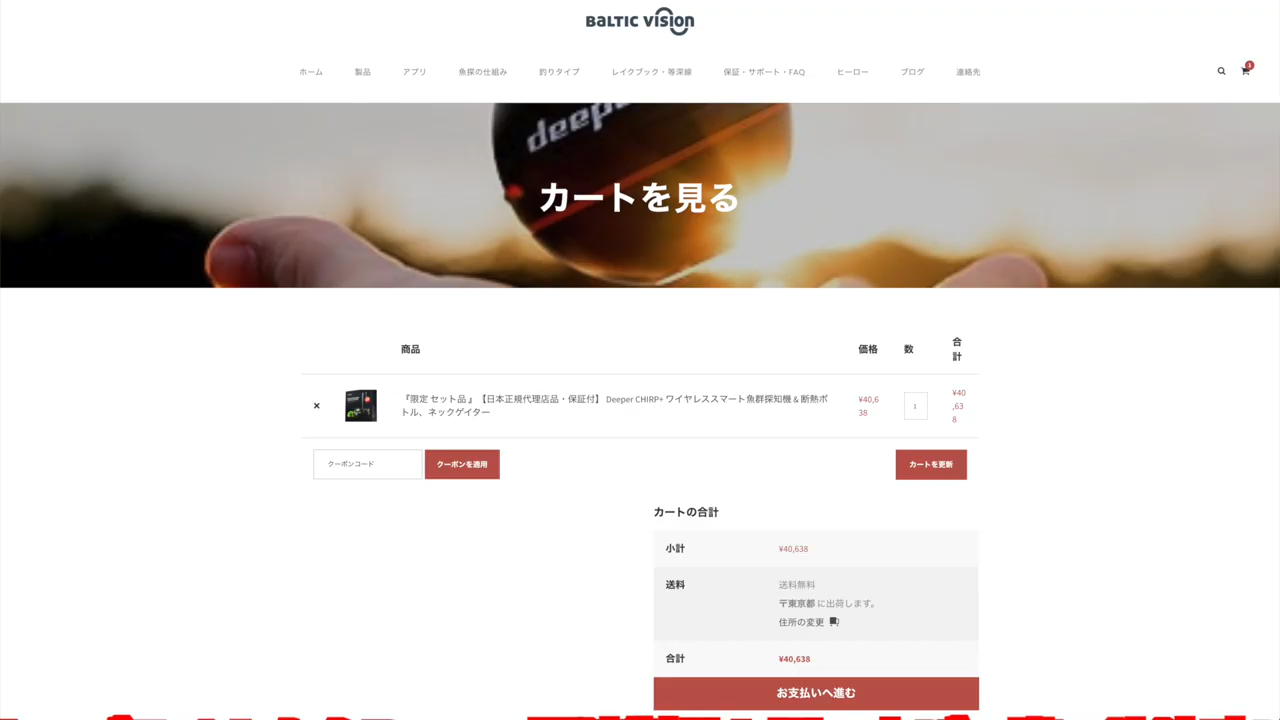 BALTIC VISION
ホーム 製品 アプリ 魚探の仕組み 釣りタイプ レイクブック・等深線 保証・サポート・FAQ ヒーロー ブログ 連絡先
deeper
カートを見る
商品 価格 数 合
計
『限定 セット品 』【日本正規代理店品・保証付】 Deeper CHIRP+ ワイヤレススマート魚群探知機 & 断熱ボ
トル、ネックゲイター
¥40,6
38
1
¥40
,63
8
クーポンコード クーポンを適用 カートを更新
カートの合計
小計 ¥40,638
送料 送料無料
〒東京都 に出荷します。
住所の変更
合計 ¥40,638
お支払いへ進む